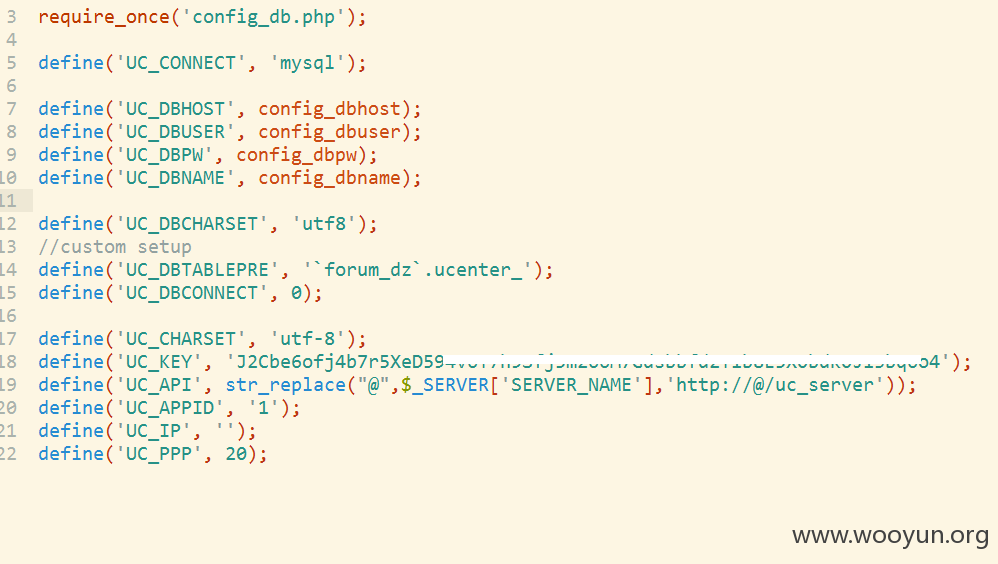 3 require_once('config_db.php');
4
5 define('UC_CONNECT', 'mysql');
6
7 define('UC_DBHOST', config_dbhost);
8 define('UC_DBUSER', config_dbuser);
9 define('UC_DBPW', config_dbpw);
10 define('UC_DBNAME', config_dbname);
11
12 define('UC_DBCHARSET', 'utf8');
13 //custom setup
14 define('UC_DBTABLEPRE', '`forum_dz`.ucenter_');
15 define('UC_DBCONNECT', 0);
16
17 define('UC_CHARSET', 'utf-8');
18 define('UC_KEY',
19 define('UC_API', str_replace("@",$_SERVER['SERVER_NAME'],'http://@/uc_server'));
20 define('UC_APPID', '1');
21 define('UC_IP', '');
22 define('UC_PPP', 20);
www.wooyun.org